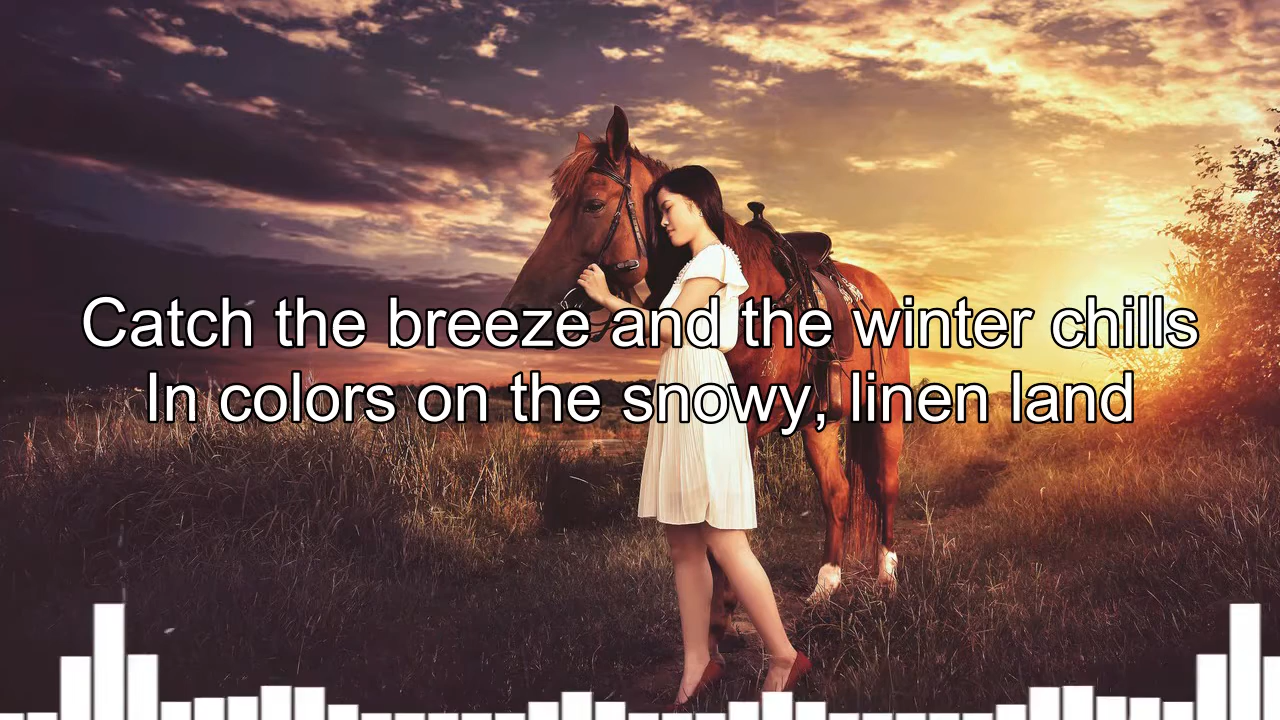 Catch the breeze and the winter chills
In colors on the snowy, linen land